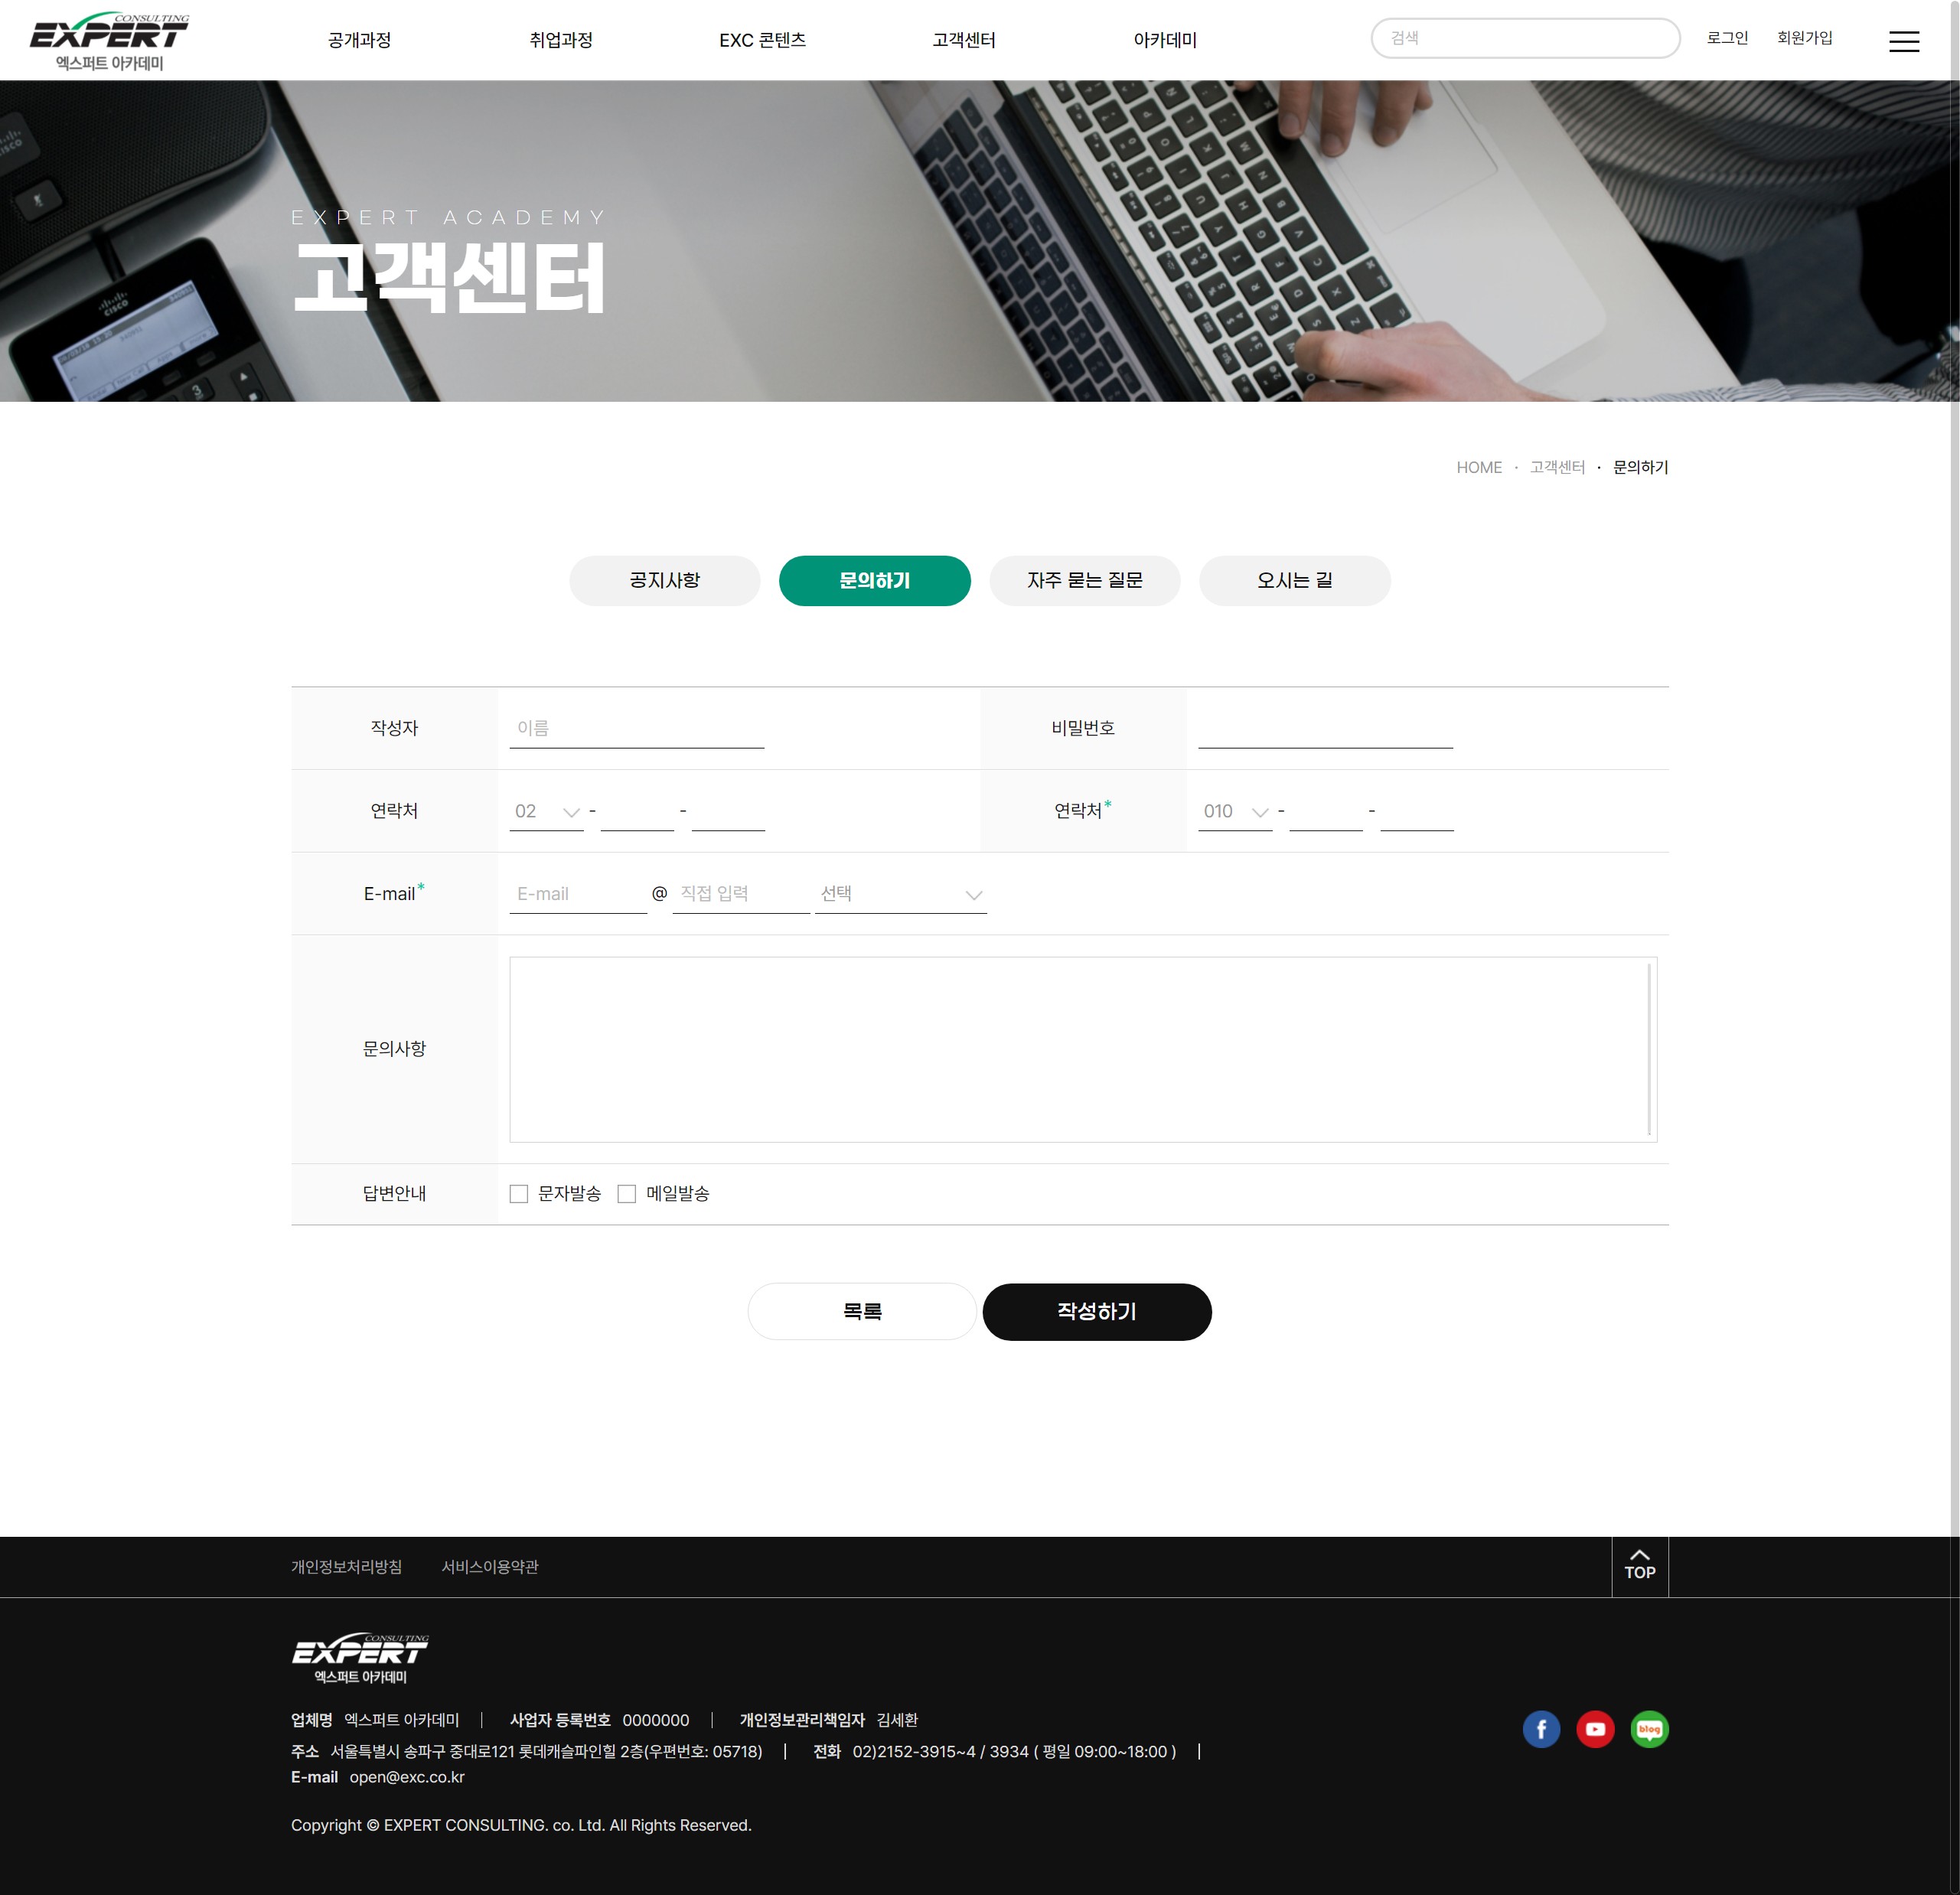 CONSULTING
EXPERT
엑스퍼트 아카데미
공개과정 취업과정 EXC 콘텐츠 고객센터 아카데미 검색 로그인 회원가입
EXPERT ACADEMY
고객센터
HOME · 고객센터 · 문의하기
공지사항 문의하기 자주 묻는 질문 오시는 길
작성자 이름 비밀번호
연락처 02 - - 연락처* 010 - -
E-mail* E-mail @ 직접 입력 선택
문의사항
답변안내 문자발송 메일발송
목록 작성하기
개인정보처리방침 서비스이용약관 TOP
CONSULTING
EXPERT
엑스퍼트 아카데미
업체명 엑스퍼트 아카데미 | 사업자 등록번호 0000000 | 개인정보관리책임자 김세환
주소 서울특별시 송파구 중대로121 롯데캐슬파인힐 2층(우편번호: 05718) | 전화 02)2152-3915~4 / 3934 ( 평일 09:00~18:00 ) |
E-mail open@exc.co.kr
blog
Copyright © EXPERT CONSULTING. co. Ltd. All Rights Reserved.